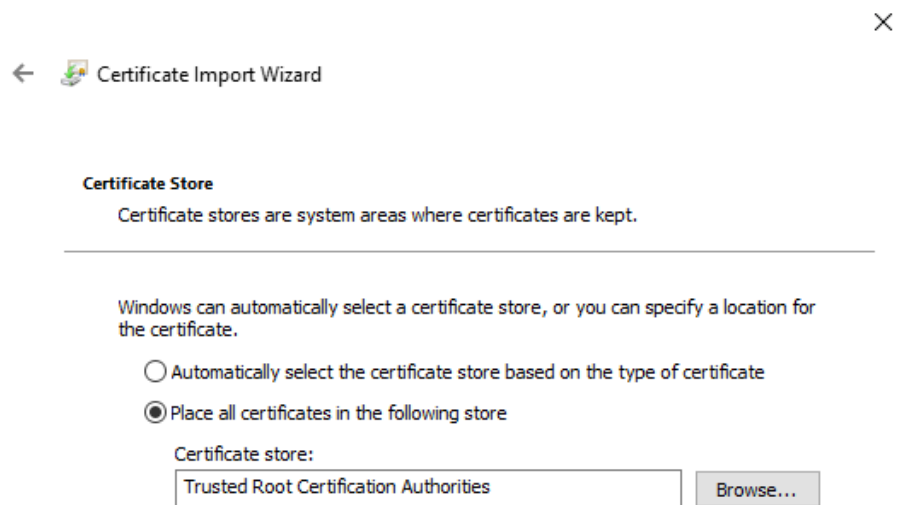 Certificate Import Wizard
Certificate Store
Certificate stores are system areas where certificates are kept.
Windows can automatically select a certificate store, or you can specify a location for
the certificate.
Automatically select the certificate store based on the type of certificate
Place all certificates in the following store
Certificate store:
Trusted Root Certification Authorities
Browse...